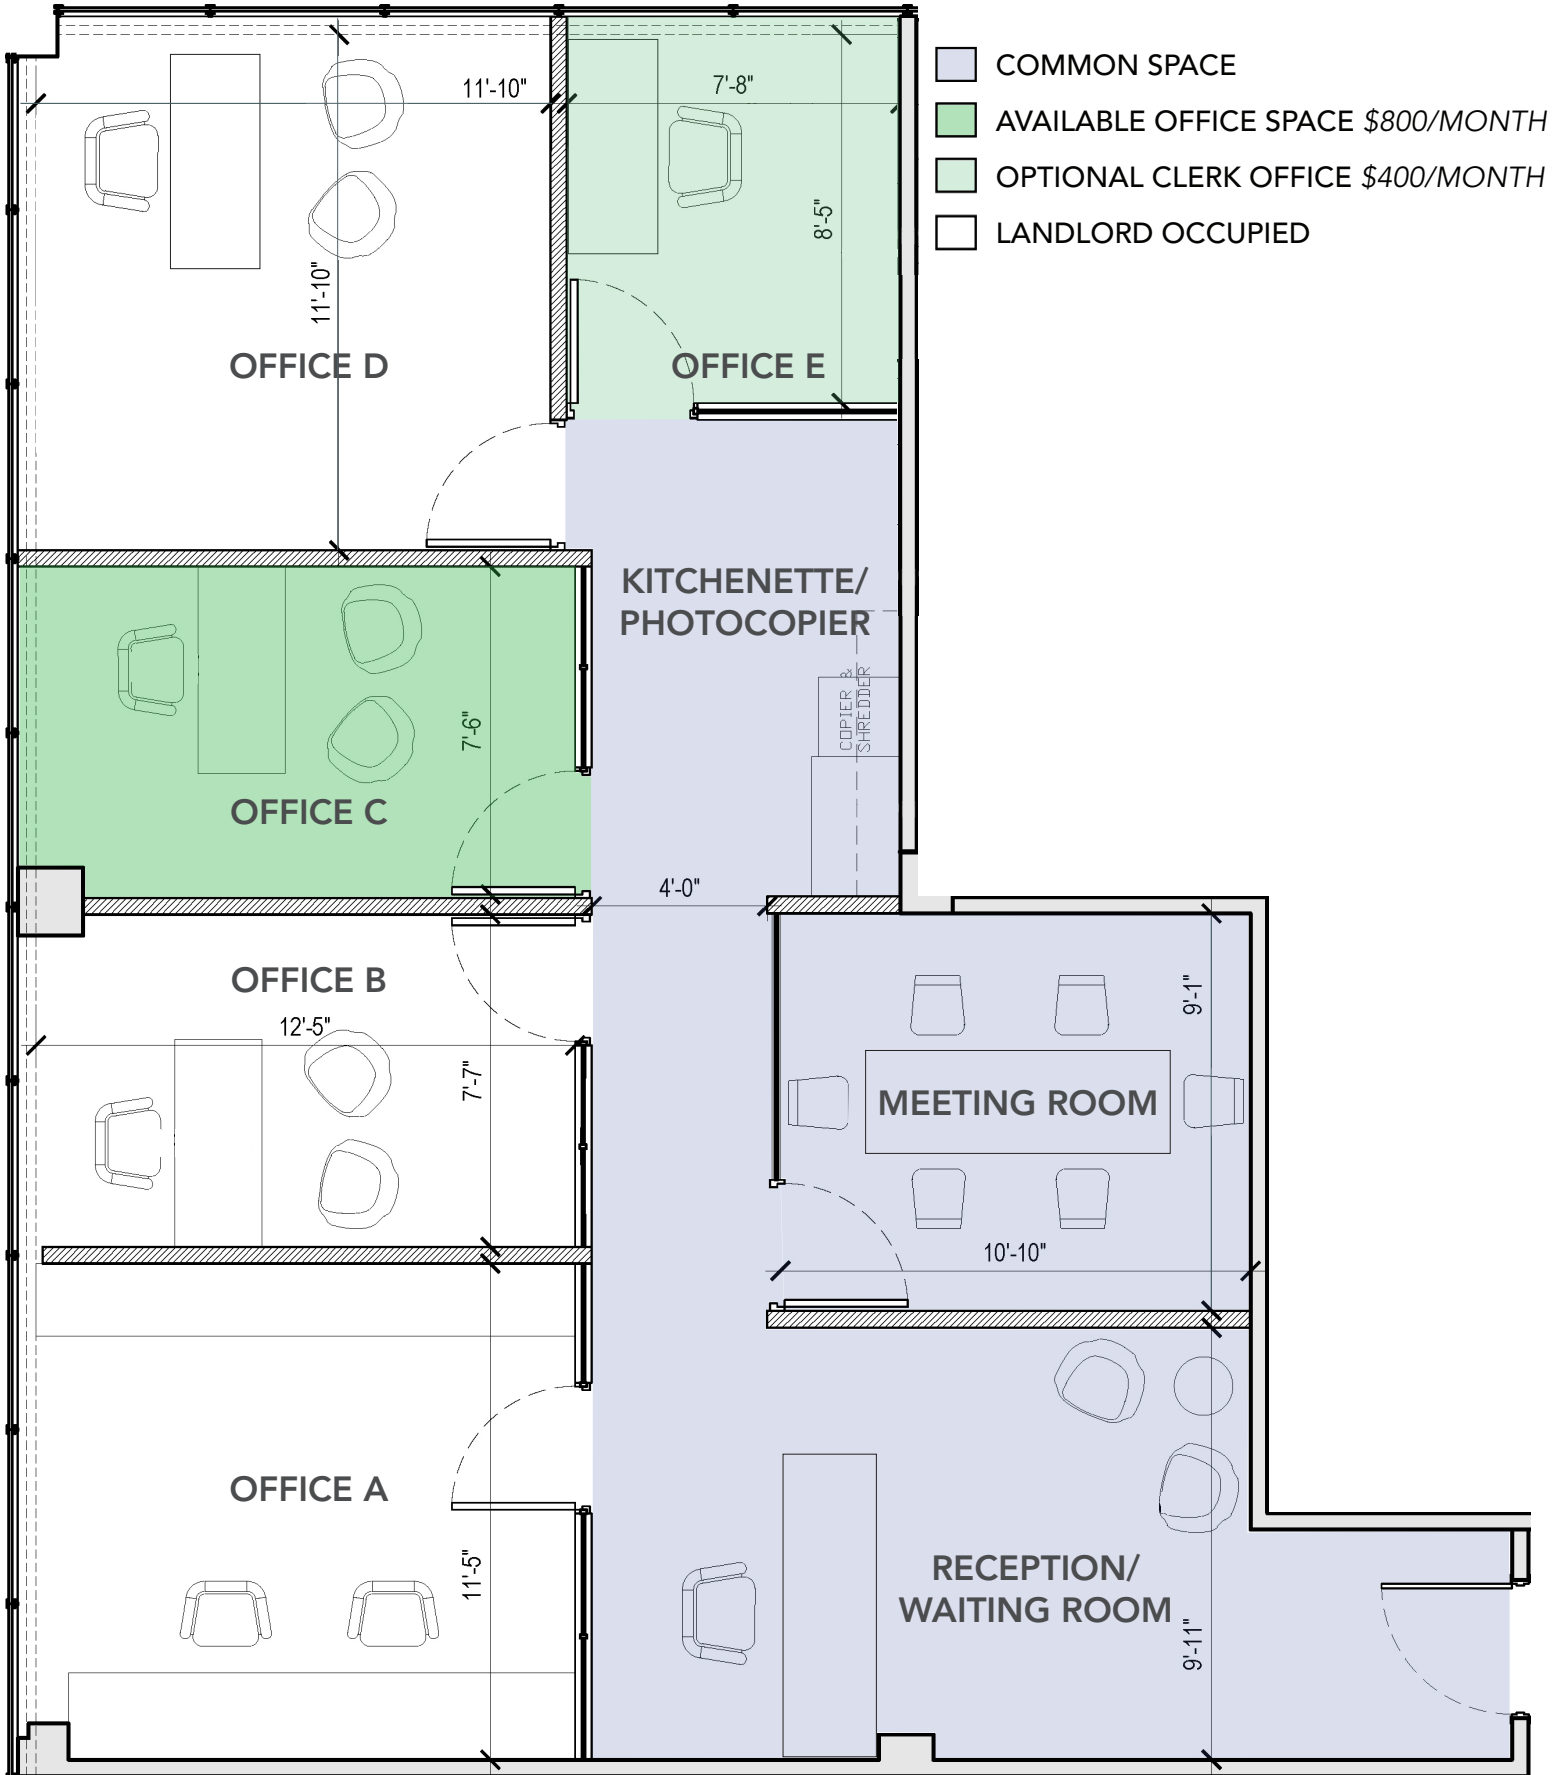 COMMON SPACE
AVAILABLE OFFICE SPACE $800/MONTH
OPTIONAL CLERK OFFICE $400/MONTH
LANDLORD OCCUPIED
11'-10"
7'-8"
8'-5"
11'-10"
OFFICE D
OFFICE E
KITCHENETTE/
PHOTOCOPIER
COPIER &
SHREDDER
7'-6"
OFFICE C
4'-0"
OFFICE B
12'-5"
7'-7"
9'-1"
MEETING ROOM
10'-10"
OFFICE A
11'-5"
RECEPTION/
WAITING ROOM
9'-11"